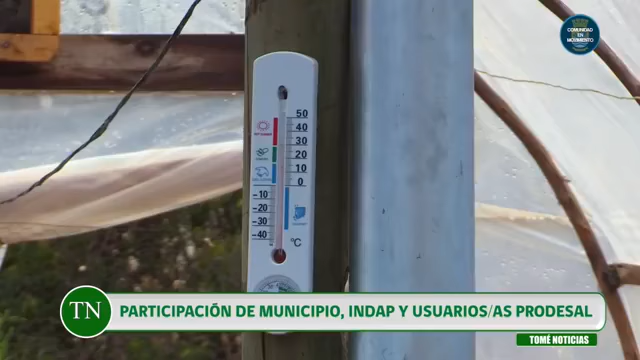 COMUNIDAD
EN
MOVIMIENTO
50
40
30
20
10
0
-10
-20
-30
-40
°C
TN
PARTICIPACIÓN DE MUNICIPIO, INDAP Y USUARIOS/AS PRODESAL
TOMÉ NOTICIAS